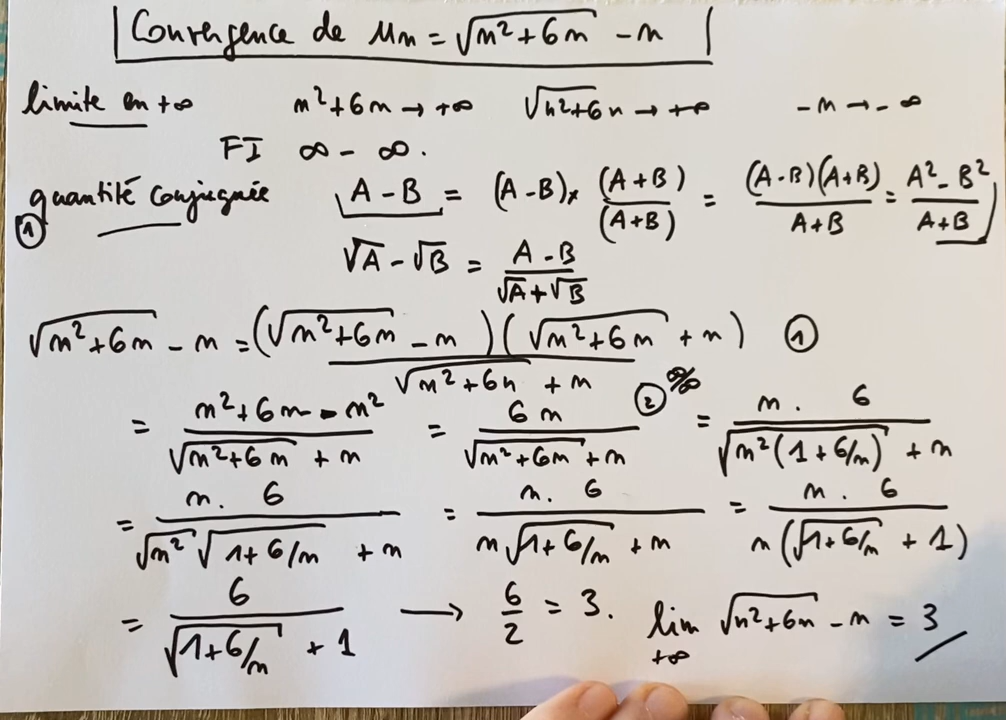 Convergence de un = √(n²+6n) - n
limite en +∞ n²+6n → +∞ √(n²+6n) → +∞ -n → -∞
FI ∞ - ∞.
quantité conjuguée A - B = (A-B)× (A+B)/(A+B) = (A-B)(A+B)/(A+B) = (A²-B²)/(A+B)
① √A - √B = (A-B)/(√A+√B)
√(n²+6n) - n = (√(n²+6n) - n)(√(n²+6n) + n)/(√(n²+6n) + n) ①
= (n²+6n-n²)/(√(n²+6n) + n) = 6n/(√(n²+6n) + n) ② ∞/∞ = n. 6/(√(n²(1+6/n)) + n)
= n. 6/(√n² √(1+6/n) + n) = n. 6/(n√(1+6/n) + n) = n. 6/(n(√(1+6/n) + 1))
= 6/(√(1+6/n) + 1) → 6/2 = 3. lim +∞ √(n²+6n) - n = 3